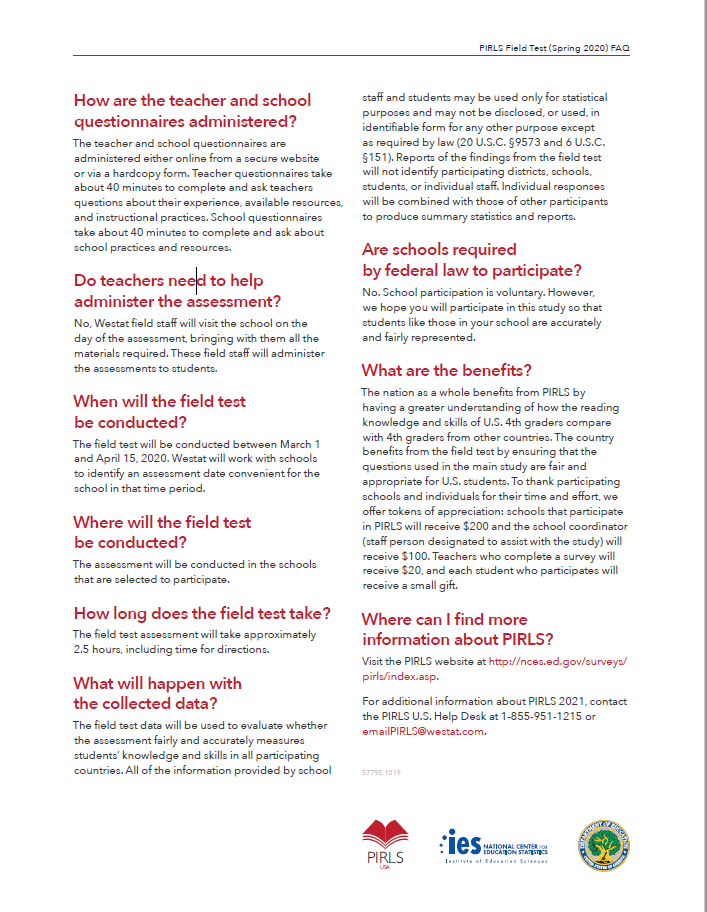 PIRLS Field Test (Spring 2020) FAQ
How are the teacher and school
questionnaires administered?
The teacher and school questionnaires are
administered either online from a secure website
or via a hardcopy form. Teacher questionnaires take
about 40 minutes to complete and ask teachers
questions about their experience, available resources,
and instructional practices. School questionnaires
take about 40 minutes to complete and ask about
school practices and resources.
Do teachers need to help
administer the assessment?
No, Westat field staff will visit the school on the
day of the assessment, bringing with them all the
materials required. These field staff will administer
the assessments to students.
When will the field test
be conducted?
The field test will be conducted between March 1
and April 15, 2020. Westat will work with schools
to identify an assessment date convenient for the
school in that time period.
Where will the field test
be conducted?
The assessment will be conducted in the schools
that are selected to participate.
How long does the field test take?
The field test assessment will take approximately
2.5 hours, including time for directions.
What will happen with
the collected data?
The field test data will be used to evaluate whether
the assessment fairly and accurately measures
students' knowledge and skills in all participating
countries. All of the information provided by school
staff and students may be used only for statistical
purposes and may not be disclosed, or used, in
identifiable form for any other purpose except
as required by law (20 U.S.C. §9573 and 6 U.S.C.
§151). Reports of the findings from the field test
will not identify participating districts, schools,
students, or individual staff. Individual responses
will be combined with those of other participants
to produce summary statistics and reports.
Are schools required
by federal law to participate?
No. School participation is voluntary. However,
we hope you will participate in this study so that
students like those in your school are accurately
and fairly represented.
What are the benefits?
The nation as a whole benefits from PIRLS by
having a greater understanding of how the reading
knowledge and skills of U.S. 4th graders compare
with 4th graders from other countries. The country
benefits from the field test by ensuring that the
questions used in the main study are fair and
appropriate for U.S. students. To thank participating
schools and individuals for their time and effort, we
offer tokens of appreciation: schools that participate
in PIRLS will receive $200 and the school coordinator
(staff person designated to assist with the study) will
receive $100. Teachers who complete a survey will
receive $20, and each student who participates will
receive a small gift.
Where can I find more
information about PIRLS?
Visit the PIRLS website at http://nces.ed.gov/surveys/
pirls/index.asp.
For additional information about PIRLS 2021, contact
the PIRLS U.S. Help Desk at 1-855-951-1215 or
emailPIRLS@westat.com.
57795.1019
PIRLS
USA
ies NATIONAL CENTER FOR
EDUCATION STATISTICS
Institute of Education Sciences
DEPARTMENT OF EDUCATION
UNITED STATES OF AMERICA